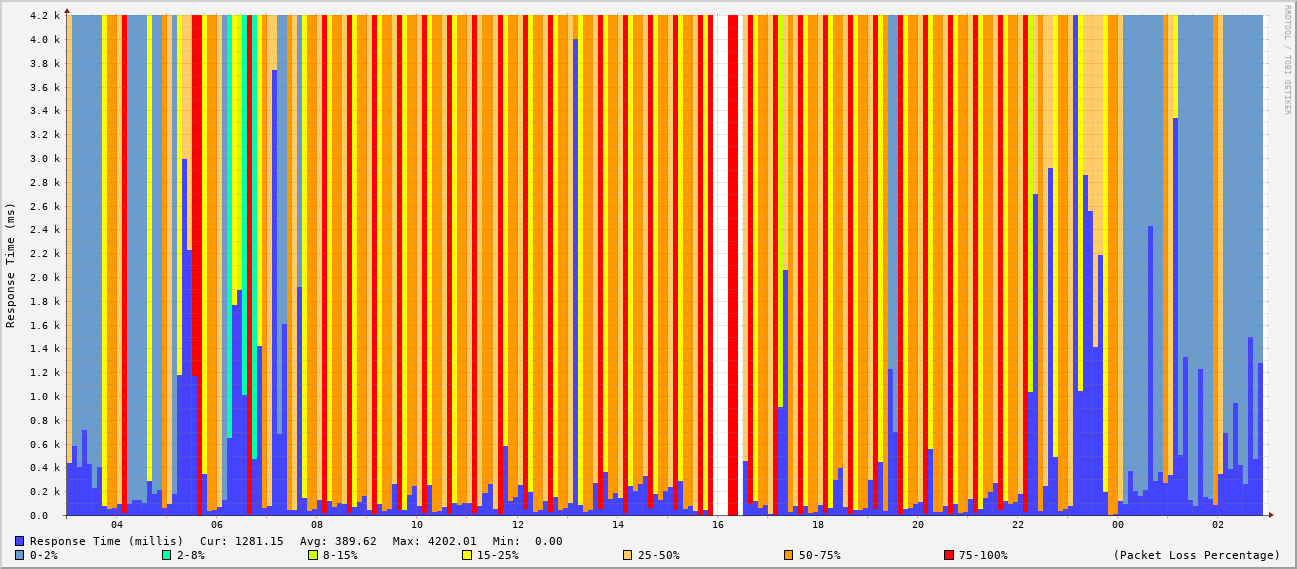 4.2 k
4.0 k
3.8 k
3.6 k
3.4 k
3.2 k
3.0 k
2.8 k
2.6 k
2.4 k
2.2 k
2.0 k
1.8 k
1.6 k
1.4 k
1.2 k
1.0 k
0.8 k
0.6 k
0.4 k
0.2 k
0.0
Response Time (ms)
RRDTOOL / TOBI OETIKER
04 06 08 10 12 14 16 18 20 22 00 02
Response Time (millis) Cur: 1281.15 Avg: 389.62 Max: 4202.01 Min: 0.00
0-2% 2-8% 8-15% 15-25% 25-50% 50-75% 75-100% (Packet Loss Percentage)